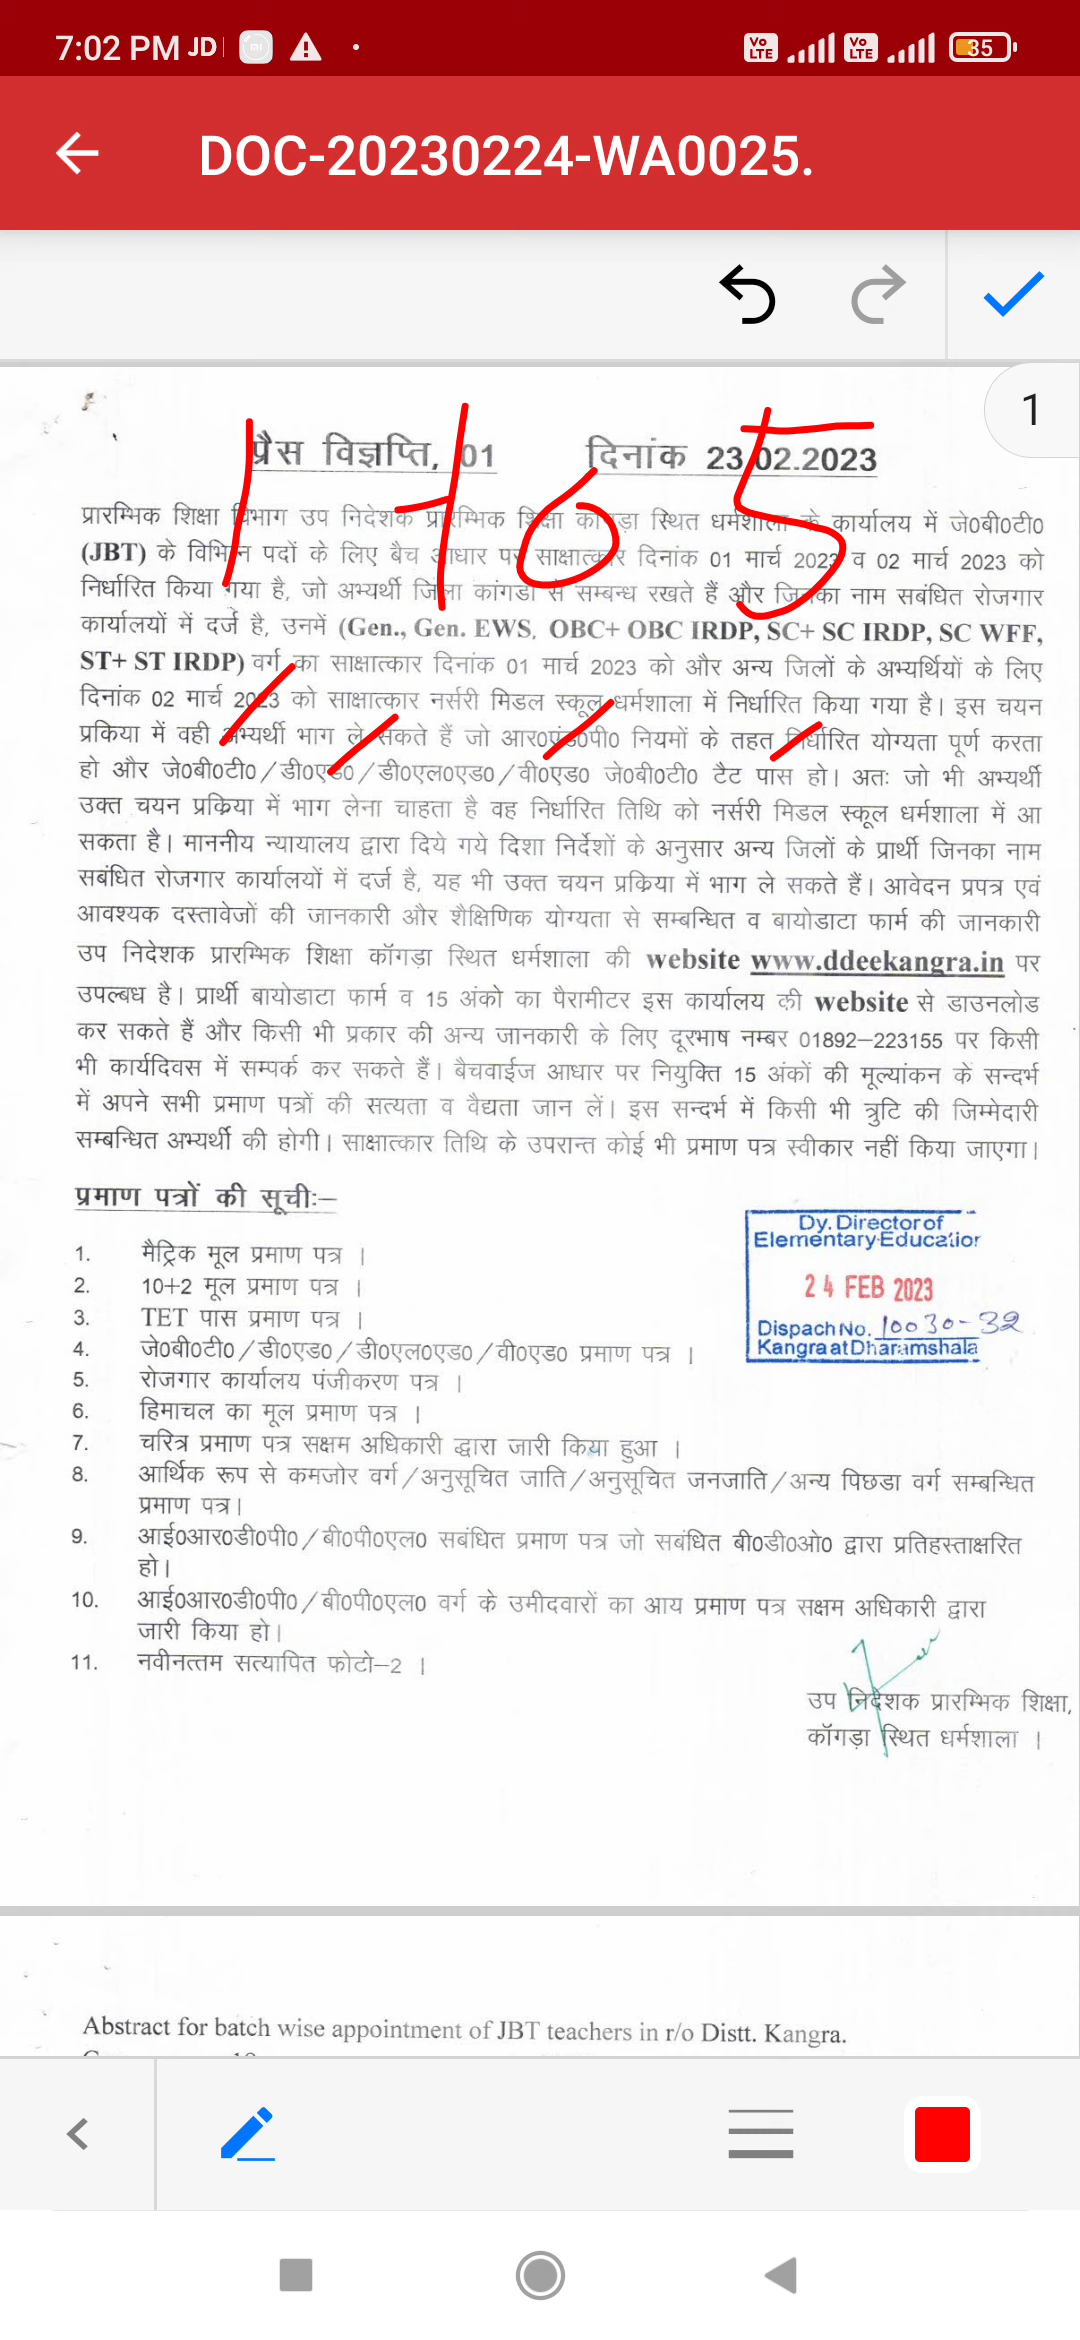 7:02 PM JD
Vo LTE Vo LTE 35
DOC-20230224-WA0025.
1
प्रैस विज्ञप्ति, 01 दिनांक 23.02.2023
1 1 6 5
प्रारम्भिक शिक्षा विभाग उप निदेशक प्रारम्भिक शिक्षा काँगड़ा स्थित धर्मशाला के कार्यालय में जे0बी0टी0
(JBT) के विभिन्न पदों के लिए बैच आधार पर साक्षात्कार दिनांक 01 मार्च 2023 व 02 मार्च 2023 को
निर्धारित किया गया है, जो अभ्यर्थी जिला कांगडा से सम्बन्ध रखते हैं और जिनका नाम सबंधित रोजगार
कार्यालयों में दर्ज है, उनमें (Gen., Gen. EWS, OBC+ OBC IRDP, SC+ SC IRDP, SC WFF,
ST+ ST IRDP) वर्ग का साक्षात्कार दिनांक 01 मार्च 2023 को और अन्य जिलों के अभ्यर्थियों के लिए
दिनांक 02 मार्च 2023 को साक्षात्कार नर्सरी मिडल स्कूल धर्मशाला में निर्धारित किया गया है। इस चयन
प्रकिया में वही अभ्यर्थी भाग ले सकते हैं जो आर0एंड0पी0 नियमों के तहत निर्धारित योग्यता पूर्ण करता
हो और जे0बी0टी0/डी0एड0/डी0एल0एड0/वी0एड0 जे0बी0टी0 टैट पास हो। अतः जो भी अभ्यर्थी
उक्त चयन प्रकिया में भाग लेना चाहता है वह निर्धारित तिथि को नर्सरी मिडल स्कूल धर्मशाला में आ
सकता है। माननीय न्यायालय द्वारा दिये गये दिशा निर्देशों के अनुसार अन्य जिलों के प्रार्थी जिनका नाम
सबंधित रोजगार कार्यालयों में दर्ज है, यह भी उक्त चयन प्रकिया में भाग ले सकते हैं। आवेदन प्रपत्र एवं
आवश्यक दस्तावेजों की जानकारी और शैक्षिणिक योग्यता से सम्बन्धित व बायोडाटा फार्म की जानकारी
उप निदेशक प्रारम्भिक शिक्षा कॉगड़ा स्थित धर्मशाला की website www.ddeekangra.in पर
उपल्बध है। प्रार्थी बायोडाटा फार्म व 15 अंको का पैरामीटर इस कार्यालय की website से डाउनलोड
कर सकते हैं और किसी भी प्रकार की अन्य जानकारी के लिए दूरभाष नम्बर 01892–223155 पर किसी
भी कार्यदिवस में सम्पर्क कर सकते हैं। बैचवाईज आधार पर नियुक्ति 15 अंकों की मूल्यांकन के सन्दर्भ
में अपने सभी प्रमाण पत्रों की सत्यता व वैद्यता जान लें। इस सन्दर्भ में किसी भी त्रुटि की जिम्मेदारी
सम्बन्धित अभ्यर्थी की होगी। साक्षात्कार तिथि के उपरान्त कोई भी प्रमाण पत्र स्वीकार नहीं किया जाएगा।
प्रमाण पत्रों की सूचीः–
1. मैट्रिक मूल प्रमाण पत्र ।
2. 10+2 मूल प्रमाण पत्र ।
3. TET पास प्रमाण पत्र ।
4. जे0बी0टी0/डी0एड0/डी0एल0एड0/वी0एड0 प्रमाण पत्र ।
5. रोजगार कार्यालय पंजीकरण पत्र ।
6. हिमाचल का मूल प्रमाण पत्र ।
7. चरित्र प्रमाण पत्र सक्षम अधिकारी द्धारा जारी किया हुआ ।
8. आर्थिक रूप से कमजोर वर्ग/अनुसूचित जाति/अनुसूचित जनजाति/अन्य पिछडा वर्ग सम्बन्धित
प्रमाण पत्र।
9. आई0आर0डी0पी0/बी0पी0एल0 सबंधित प्रमाण पत्र जो सबंधित बी0डी0ओ0 द्वारा प्रतिहस्ताक्षरित
हो।
10. आई0आर0डी0पी0/बी0पी0एल0 वर्ग के उमीदवारों का आय प्रमाण पत्र सक्षम अधिकारी द्वारा
जारी किया हो।
11. नवीनत्तम सत्यापित फोटो–2 ।
Dy. Director of
Elementary Education
24 FEB 2023
Dispach No. 10030-32
Kangra at Dharamshala
उप निदेशक प्रारम्भिक शिक्षा,
कॉगड़ा स्थित धर्मशाला ।
Abstract for batch wise appointment of JBT teachers in r/o Distt. Kangra.